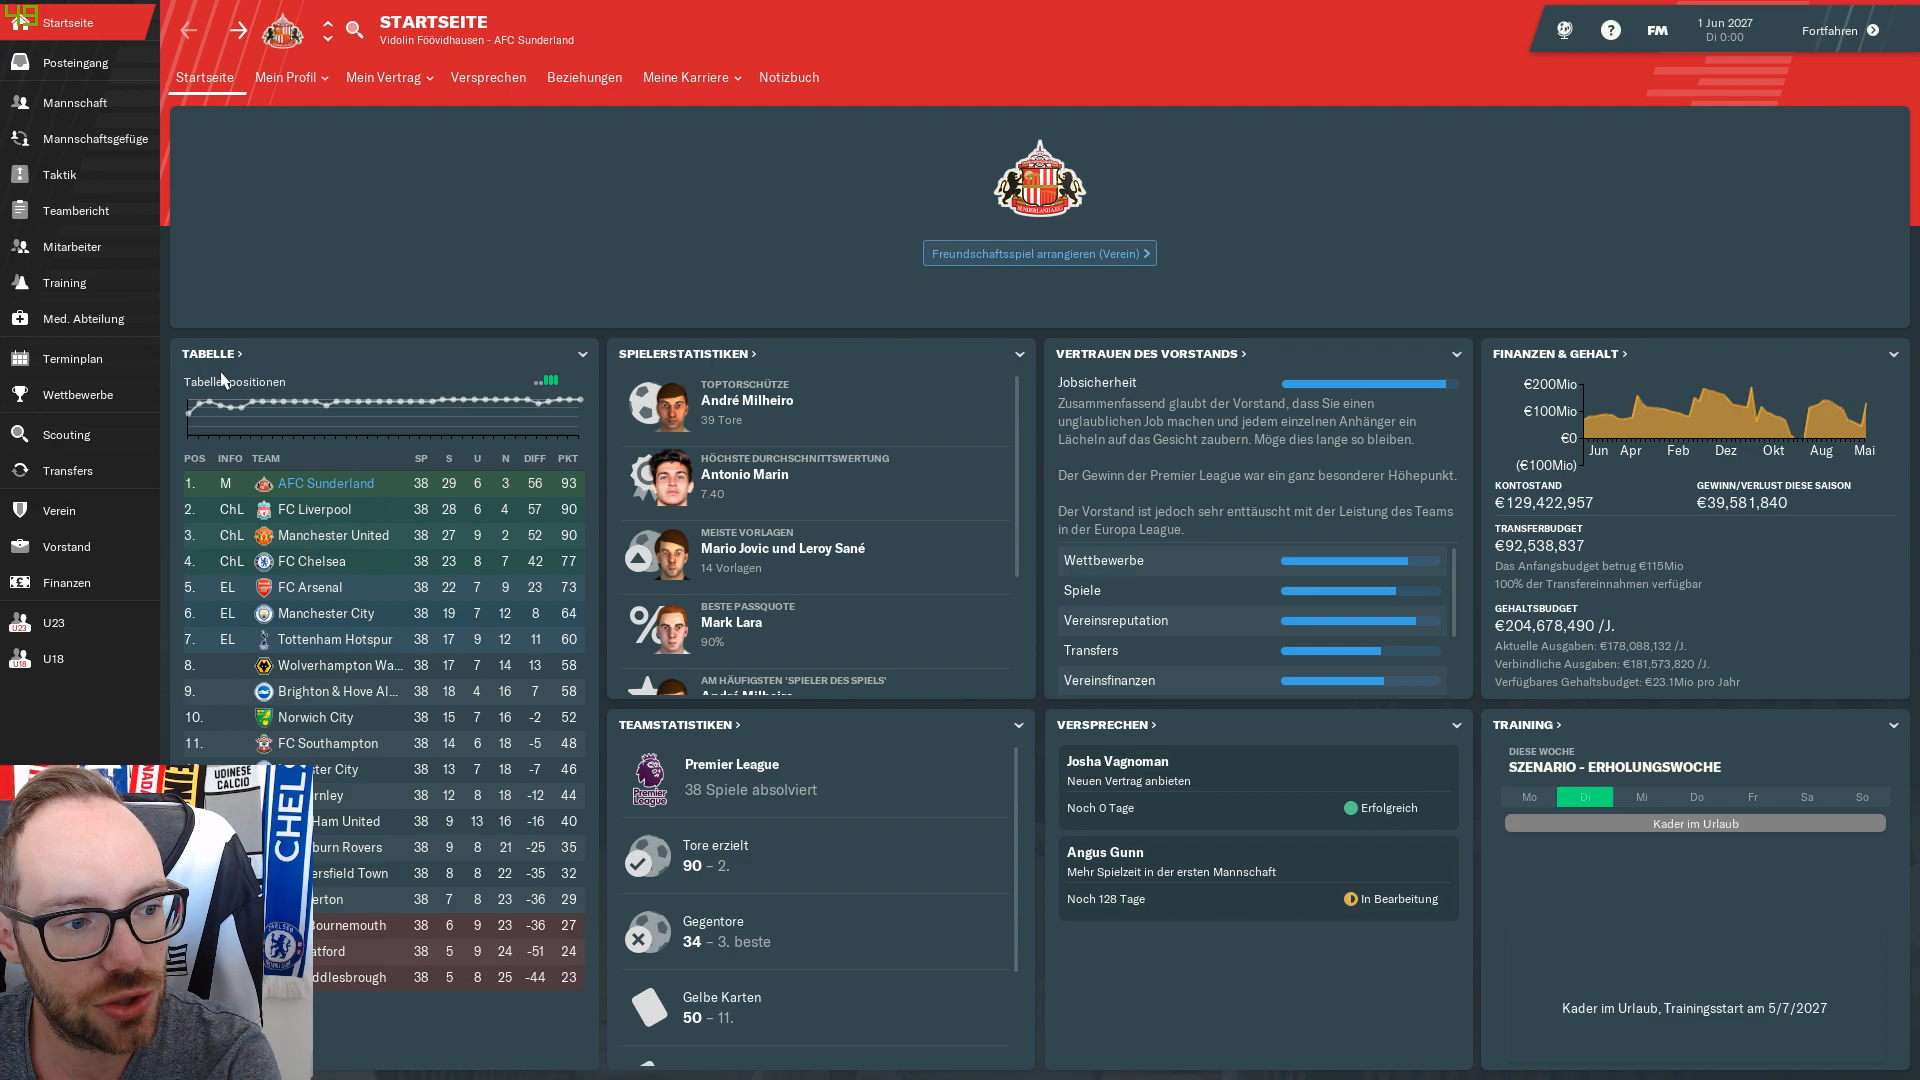 Startseite
Posteingang
Mannschaft
Mannschaftsgefüge
Taktik
Teambericht
Mitarbeiter
Training
Med. Abteilung
Terminplan
Wettbewerbe
Scouting
Transfers
Verein
Vorstand
Finanzen
U23
U18
STARTSEITE
Vidolin Föövidhausen - AFC Sunderland
FM
1 Jun 2027
Di 0:00
Fortfahren
Startseite Mein Profil Mein Vertrag Versprechen Beziehungen Meine Karriere Notizbuch
Freundschaftsspiel arrangieren (Verein)
TABELLE
POS INFO TEAM SP S U N DIFF PKT
1. M AFC Sunderland 38 29 6 3 56 93
2. ChL FC Liverpool 38 28 6 4 57 90
3. ChL Manchester United 38 27 9 2 52 90
4. ChL FC Chelsea 38 23 8 7 42 77
5. EL FC Arsenal 38 22 7 9 23 73
6. EL Manchester City 38 19 7 12 8 64
7. EL Tottenham Hotspur 38 17 9 12 11 60
8. Wolverhampton Wa... 38 17 7 14 13 58
9. Brighton & Hove Al... 38 18 4 16 7 58
10. Norwich City 38 15 7 16 -2 52
11. FC Southampton 38 14 6 18 -5 48
ster City 38 13 7 18 -7 46
rnley 38 12 8 18 -12 44
Ham United 38 9 13 16 -16 40
burn Rovers 38 9 8 21 -25 35
ersfield Town 38 8 8 22 -35 32
erton 38 7 8 23 -36 29
Bournemouth 38 6 9 23 -36 27
atford 38 5 9 24 -51 24
ddlesbrough 38 5 8 25 -44 23
SPIELERSTATISTIKEN
TOPTORSCHÜTZE
André Milheiro
39 Tore
HÖCHSTE DURCHSCHNITTSWERTUNG
Antonio Marin
7.40
MEISTE VORLAGEN
Mario Jovic und Leroy Sané
14 Vorlagen
BESTE PASSQUOTE
Mark Lara
90%
AM HÄUFIGSTEN 'SPIELER DES SPIELS'
André Milheiro
VERTRAUEN DES VORSTANDS
Jobsicherheit
Zusammenfassend glaubt der Vorstand, dass Sie einen
unglaublichen Job machen und jedem einzelnen Anhänger ein
Lächeln auf das Gesicht zaubern. Möge dies lange so bleiben.
Der Gewinn der Premier League war ein ganz besonderer Höhepunkt.
Der Vorstand ist jedoch sehr enttäuscht mit der Leistung des Teams
in der Europa League.
Wettbewerbe
Spiele
Vereinsreputation
Transfers
Vereinsfinanzen
FINANZEN & GEHALT
€200Mio
€100Mio
€0
(€100Mio)
Jun Apr Feb Dez Okt Aug Mai
KONTOSTAND
€129,422,957
GEWINN/VERLUST DIESE SAISON
€39,581,840
TRANSFERBUDGET
€92,538,837
Das Anfangsbudget betrug €115Mio
100% der Transfereinnahmen verfügbar
GEHALTSBUDGET
€204,678,490 /J.
Aktuelle Ausgaben: €178,088,132 /J.
Verbindliche Ausgaben: €181,573,820 /J.
Verfügbares Gehaltsbudget: €23.1Mio pro Jahr
TEAMSTATISTIKEN
Premier League
38 Spiele absolviert
Tore erzielt
90 – 2.
Gegentore
34 – 3. beste
Gelbe Karten
50 – 11.
VERSPRECHEN
Josha Vagnoman
Neuen Vertrag anbieten
Noch 0 Tage Erfolgreich
Angus Gunn
Mehr Spielzeit in der ersten Mannschaft
Noch 128 Tage In Bearbeitung
TRAINING
DIESE WOCHE
SZENARIO - ERHOLUNGSWOCHE
Mo Di Mi Do Fr Sa So
Kader im Urlaub
Kader im Urlaub, Trainingsstart am 5/7/2027
UDINESE
CALCIO
CHEL